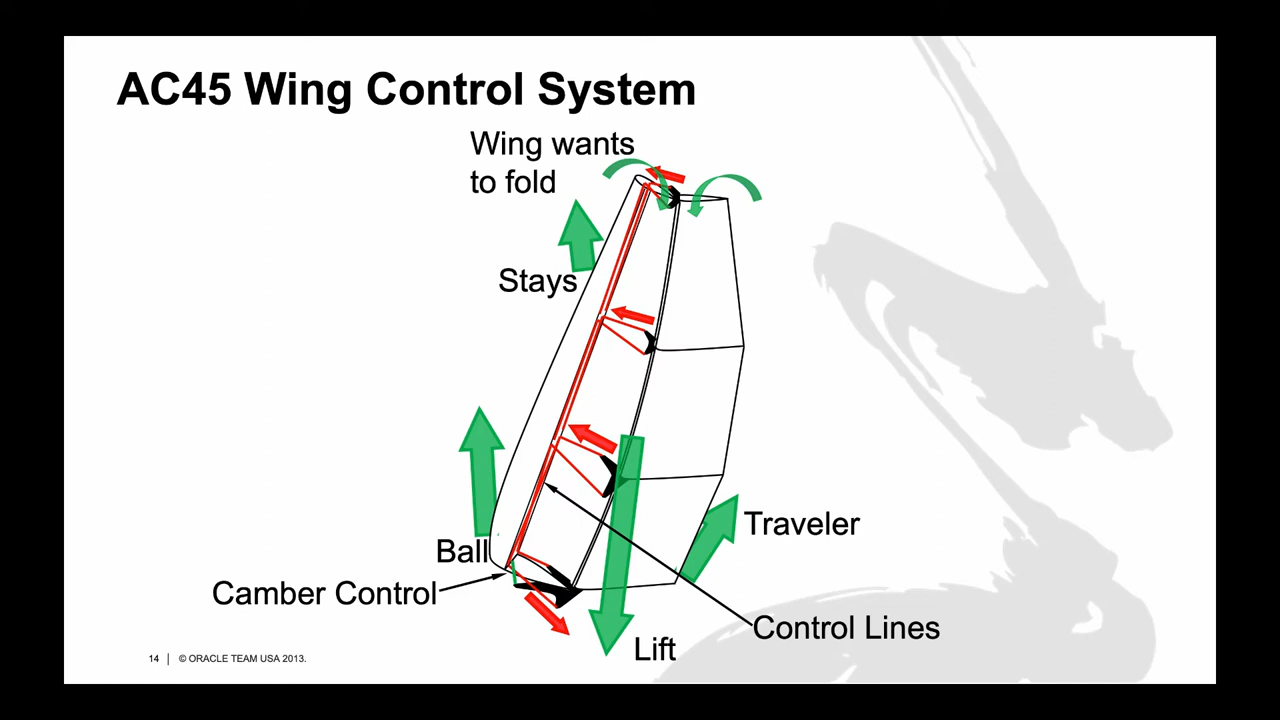 AC45 Wing Control System
Wing wants
to fold
Stays
Ball
Traveler
Camber Control
Control Lines
Lift
14 | © ORACLE TEAM USA 2013.